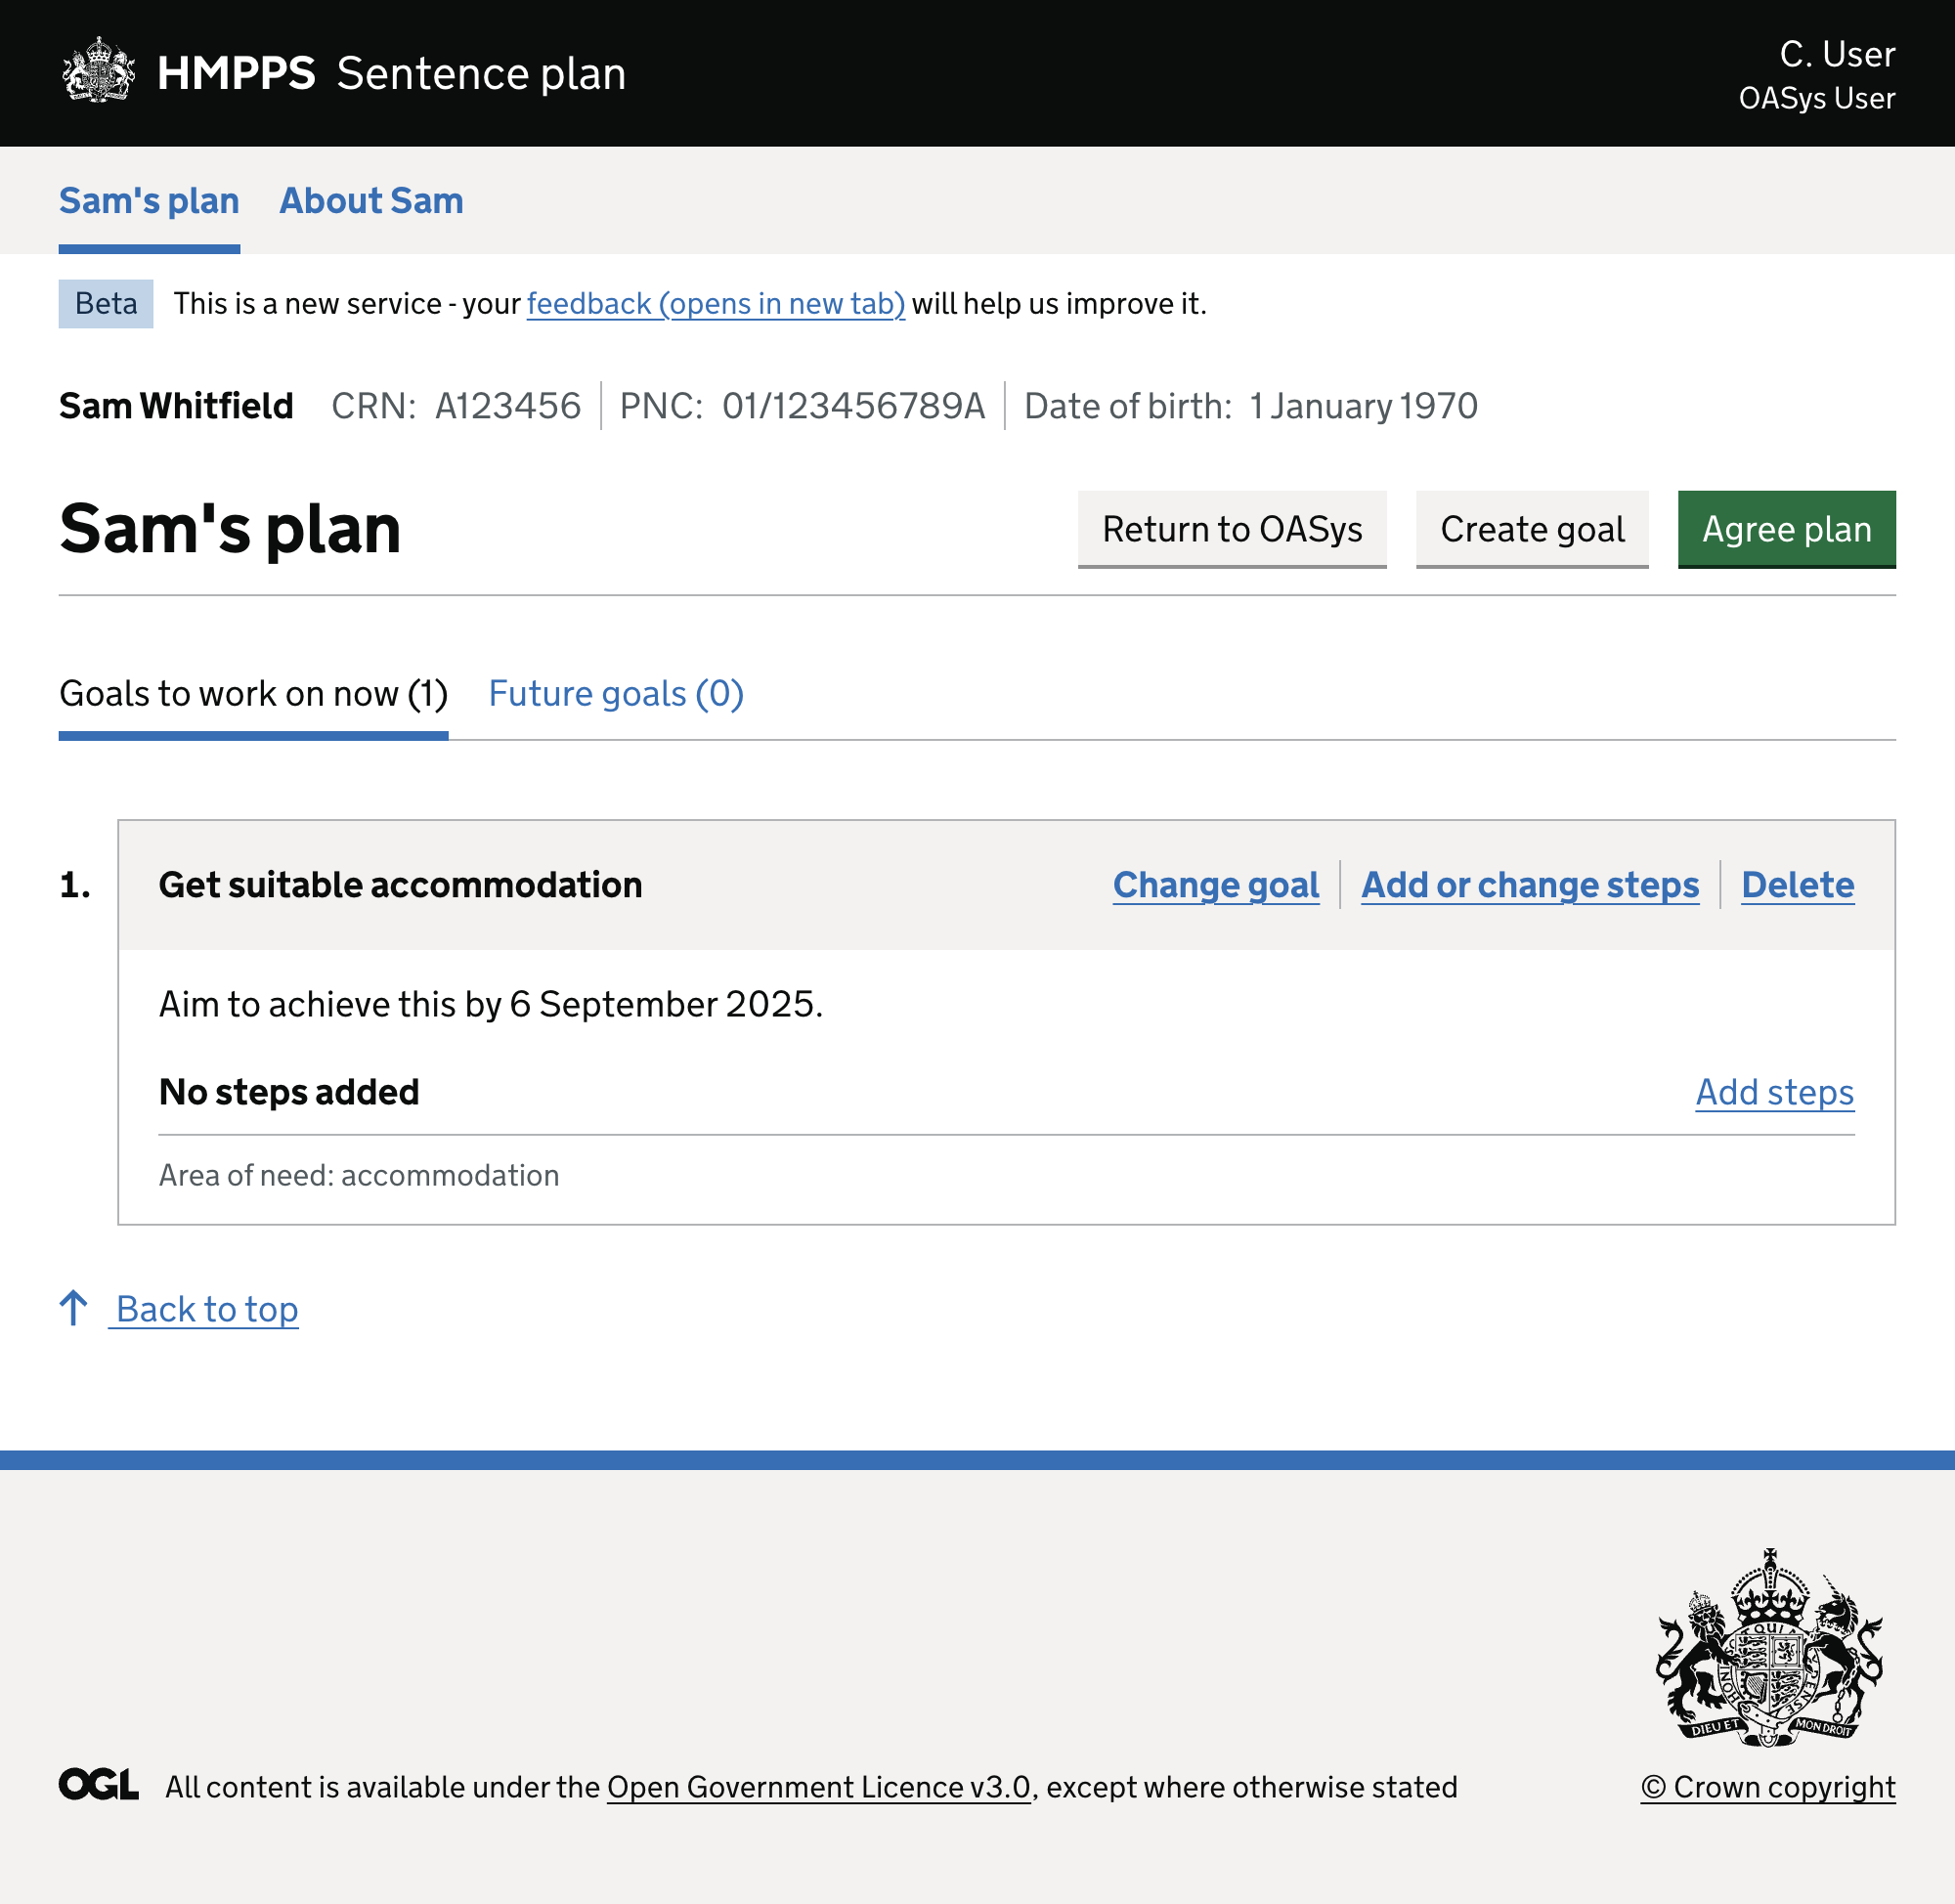 HMPPS Sentence plan
C. User
OASys User
Sam's plan About Sam
Beta This is a new service - your feedback (opens in new tab) will help us improve it.
Sam Whitfield CRN: A123456 PNC: 01/123456789A Date of birth: 1 January 1970
Sam's plan Return to OASys Create goal Agree plan
Goals to work on now (1) Future goals (0)
1. Get suitable accommodation Change goal Add or change steps Delete
Aim to achieve this by 6 September 2025.
No steps added Add steps
Area of need: accommodation
↑ Back to top
DIEU ET MON DROIT
OGL All content is available under the Open Government Licence v3.0, except where otherwise stated © Crown copyright